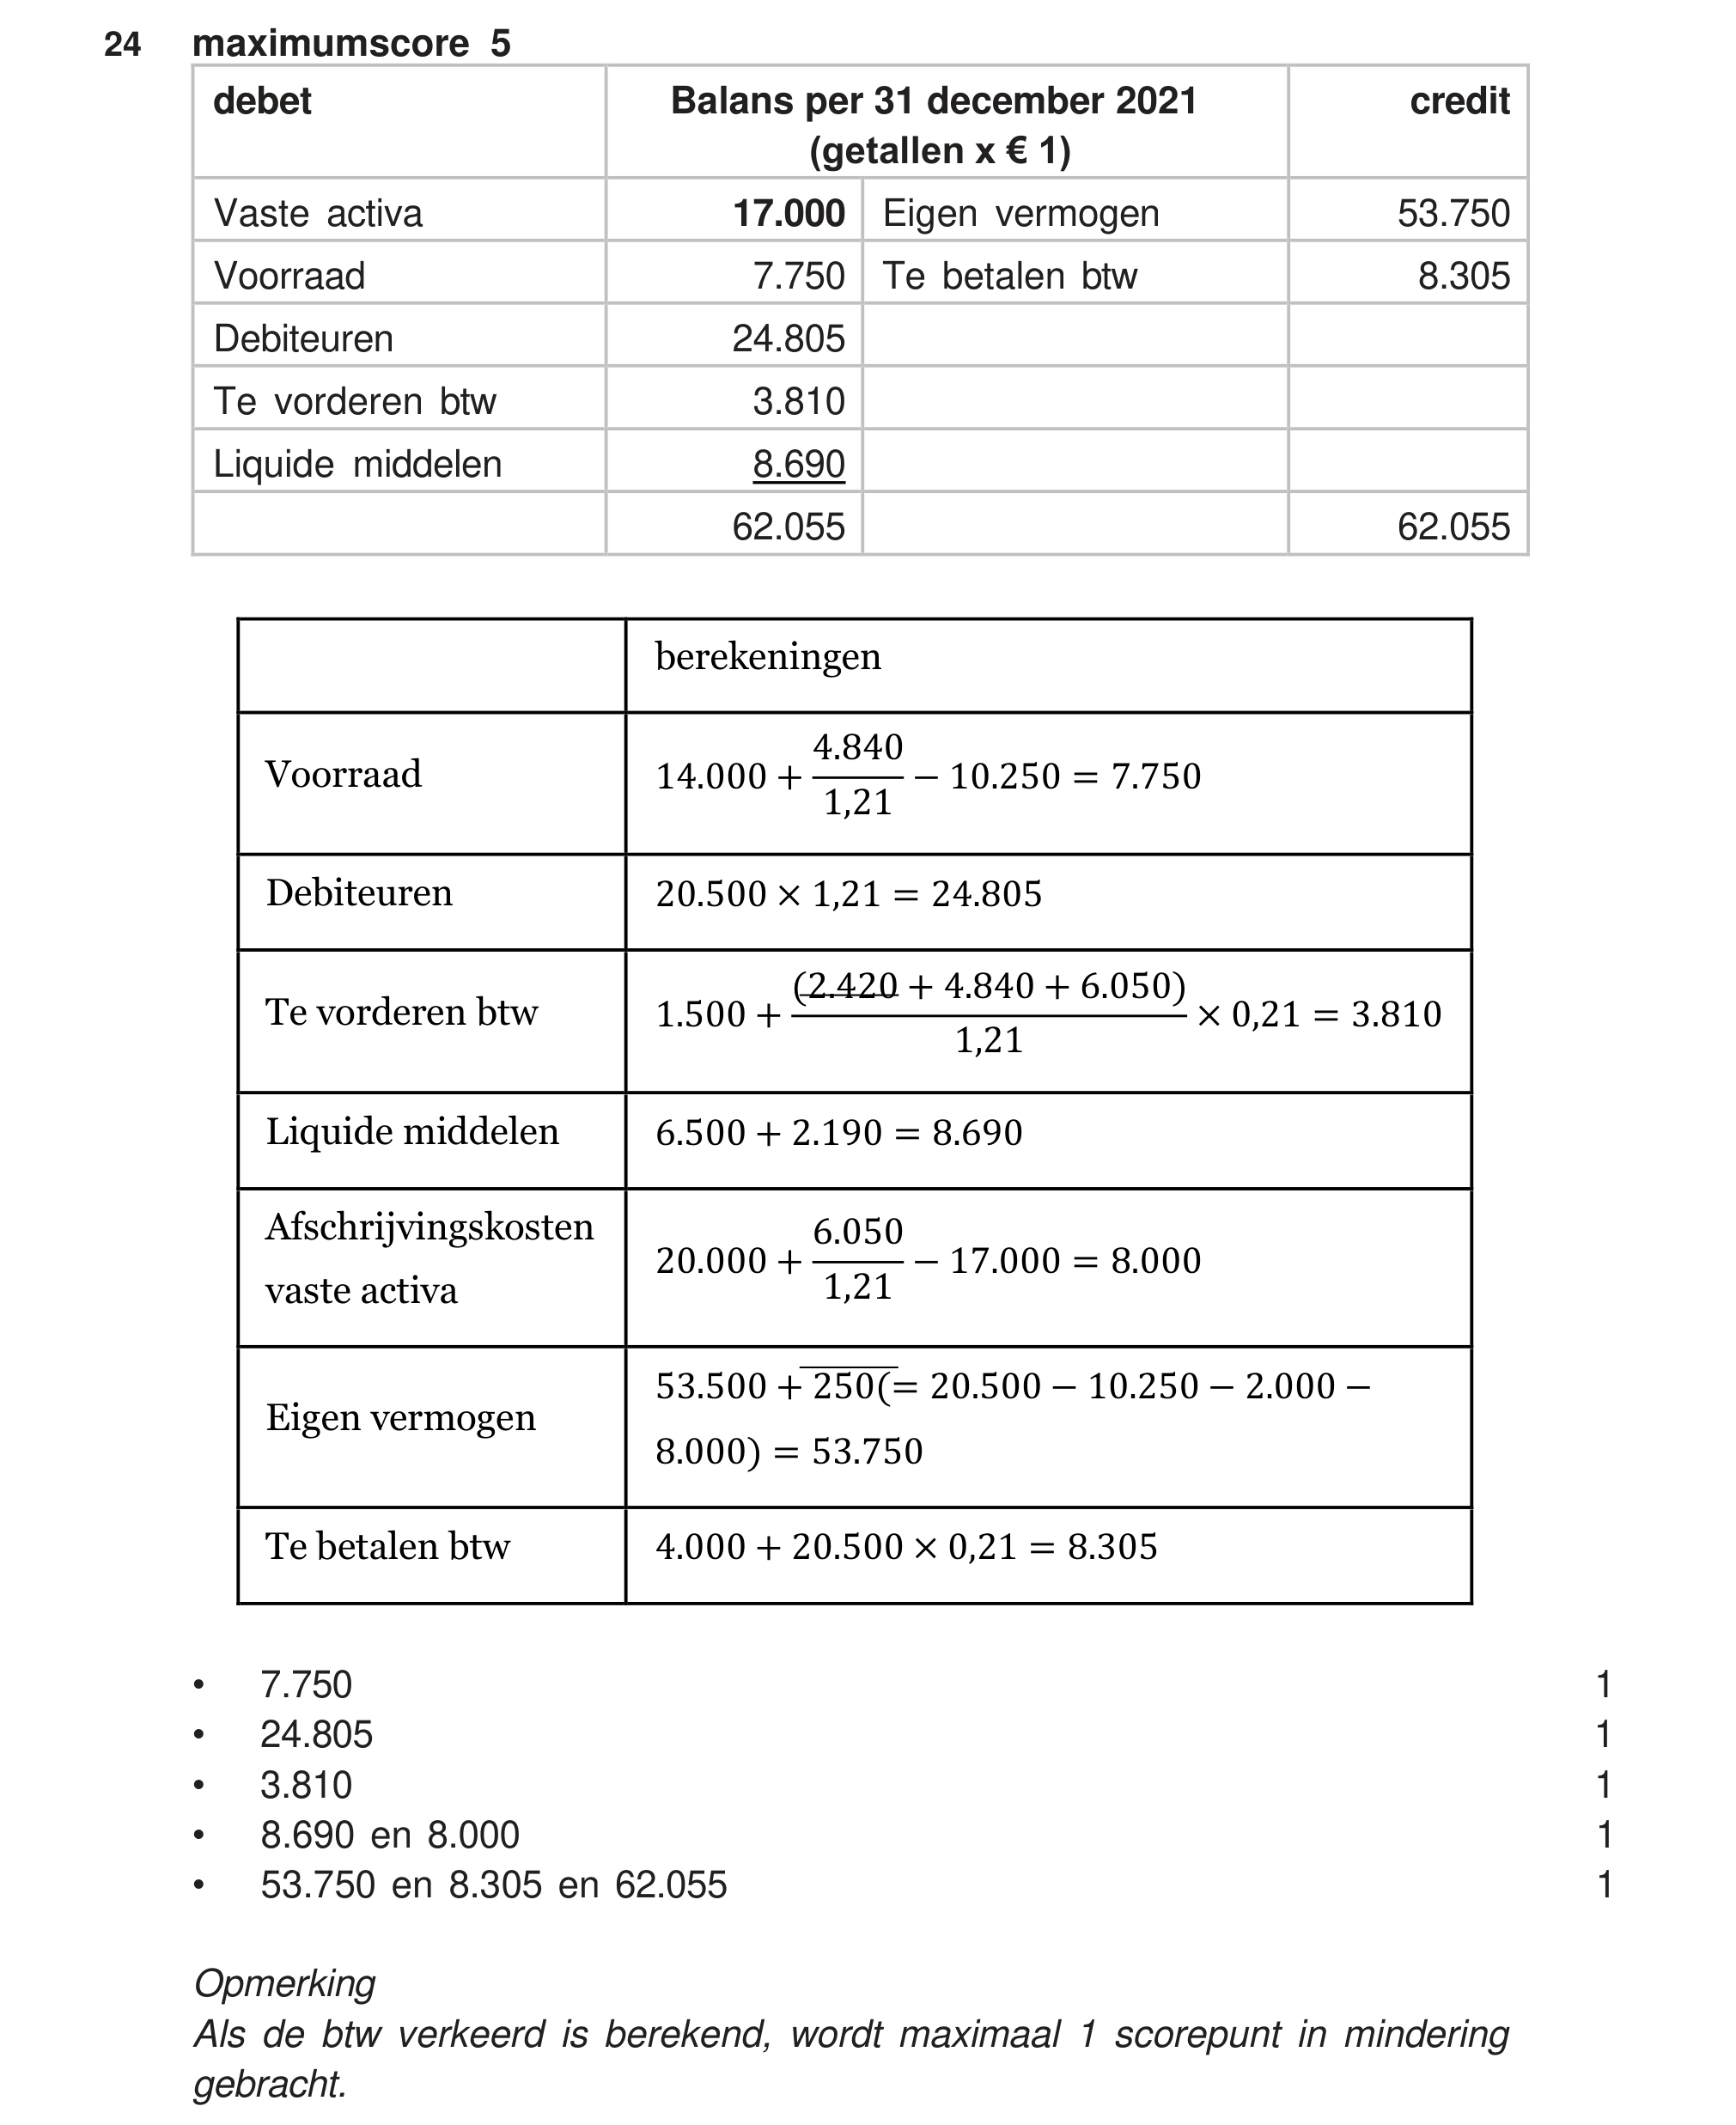 24 maximumscore 5
debet Balans per 31 december 2021 credit
(getallen x € 1)
Vaste activa 17.000 Eigen vermogen 53.750
Voorraad 7.750 Te betalen btw 8.305
Debiteuren 24.805
Te vorderen btw 3.810
Liquide middelen 8.690
62.055 62.055
berekeningen
Voorraad 14.000 + 4.840/1,21 − 10.250 = 7.750
Debiteuren 20.500 × 1,21 = 24.805
Te vorderen btw 1.500 + (2.420 + 4.840 + 6.050)/1,21 × 0,21 = 3.810
Liquide middelen 6.500 + 2.190 = 8.690
Afschrijvingskosten
vaste activa 20.000 + 6.050/1,21 − 17.000 = 8.000
Eigen vermogen 53.500 + 250(= 20.500 − 10.250 − 2.000 −
8.000) = 53.750
Te betalen btw 4.000 + 20.500 × 0,21 = 8.305
• 7.750 1
• 24.805 1
• 3.810 1
• 8.690 en 8.000 1
• 53.750 en 8.305 en 62.055 1
Opmerking
Als de btw verkeerd is berekend, wordt maximaal 1 scorepunt in mindering
gebracht.